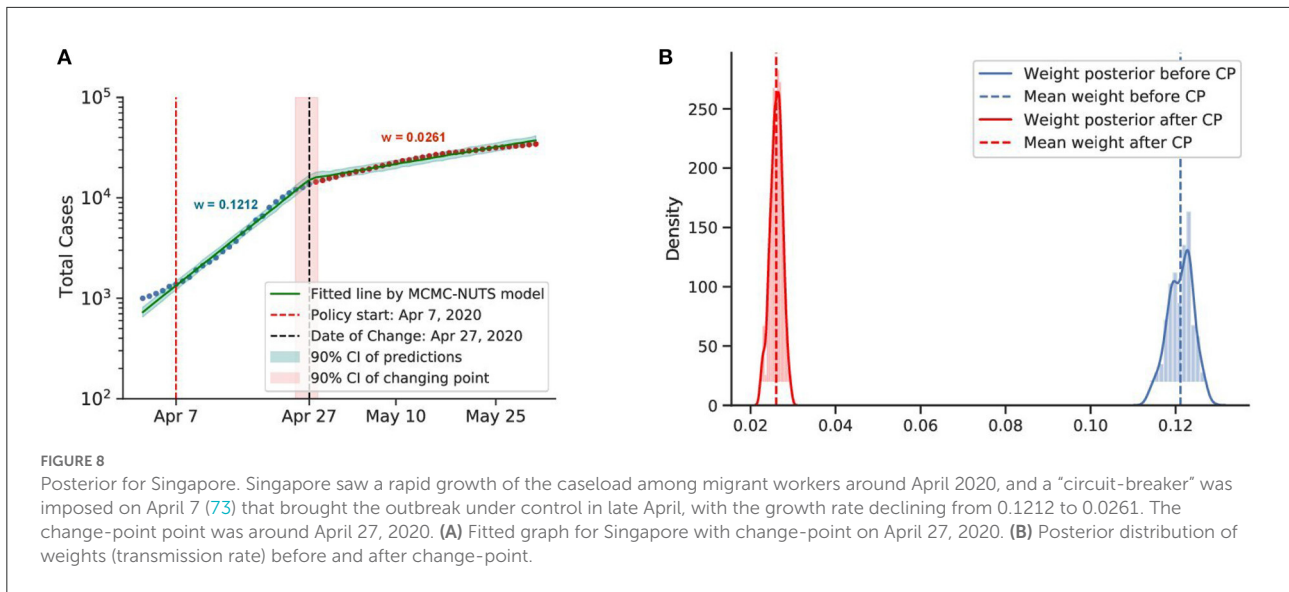 A
10^5
10^4
10^3
10^2
Total Cases
w = 0.1212
w = 0.0261
Fitted line by MCMC-NUTS model
Policy start: Apr 7, 2020
Date of Change: Apr 27, 2020
90% CI of predictions
90% CI of changing point
Apr 7
Apr 27
May 10
May 25
B
Density
250
200
150
100
50
0
0.02
0.04
0.06
0.08
0.10
0.12
Weight posterior before CP
Mean weight before CP
Weight posterior after CP
Mean weight after CP
FIGURE 8
Posterior for Singapore. Singapore saw a rapid growth of the caseload among migrant workers around April 2020, and a “circuit-breaker” was
imposed on April 7 (73) that brought the outbreak under control in late April, with the growth rate declining from 0.1212 to 0.0261. The
change-point point was around April 27, 2020. (A) Fitted graph for Singapore with change-point on April 27, 2020. (B) Posterior distribution of
weights (transmission rate) before and after change-point.